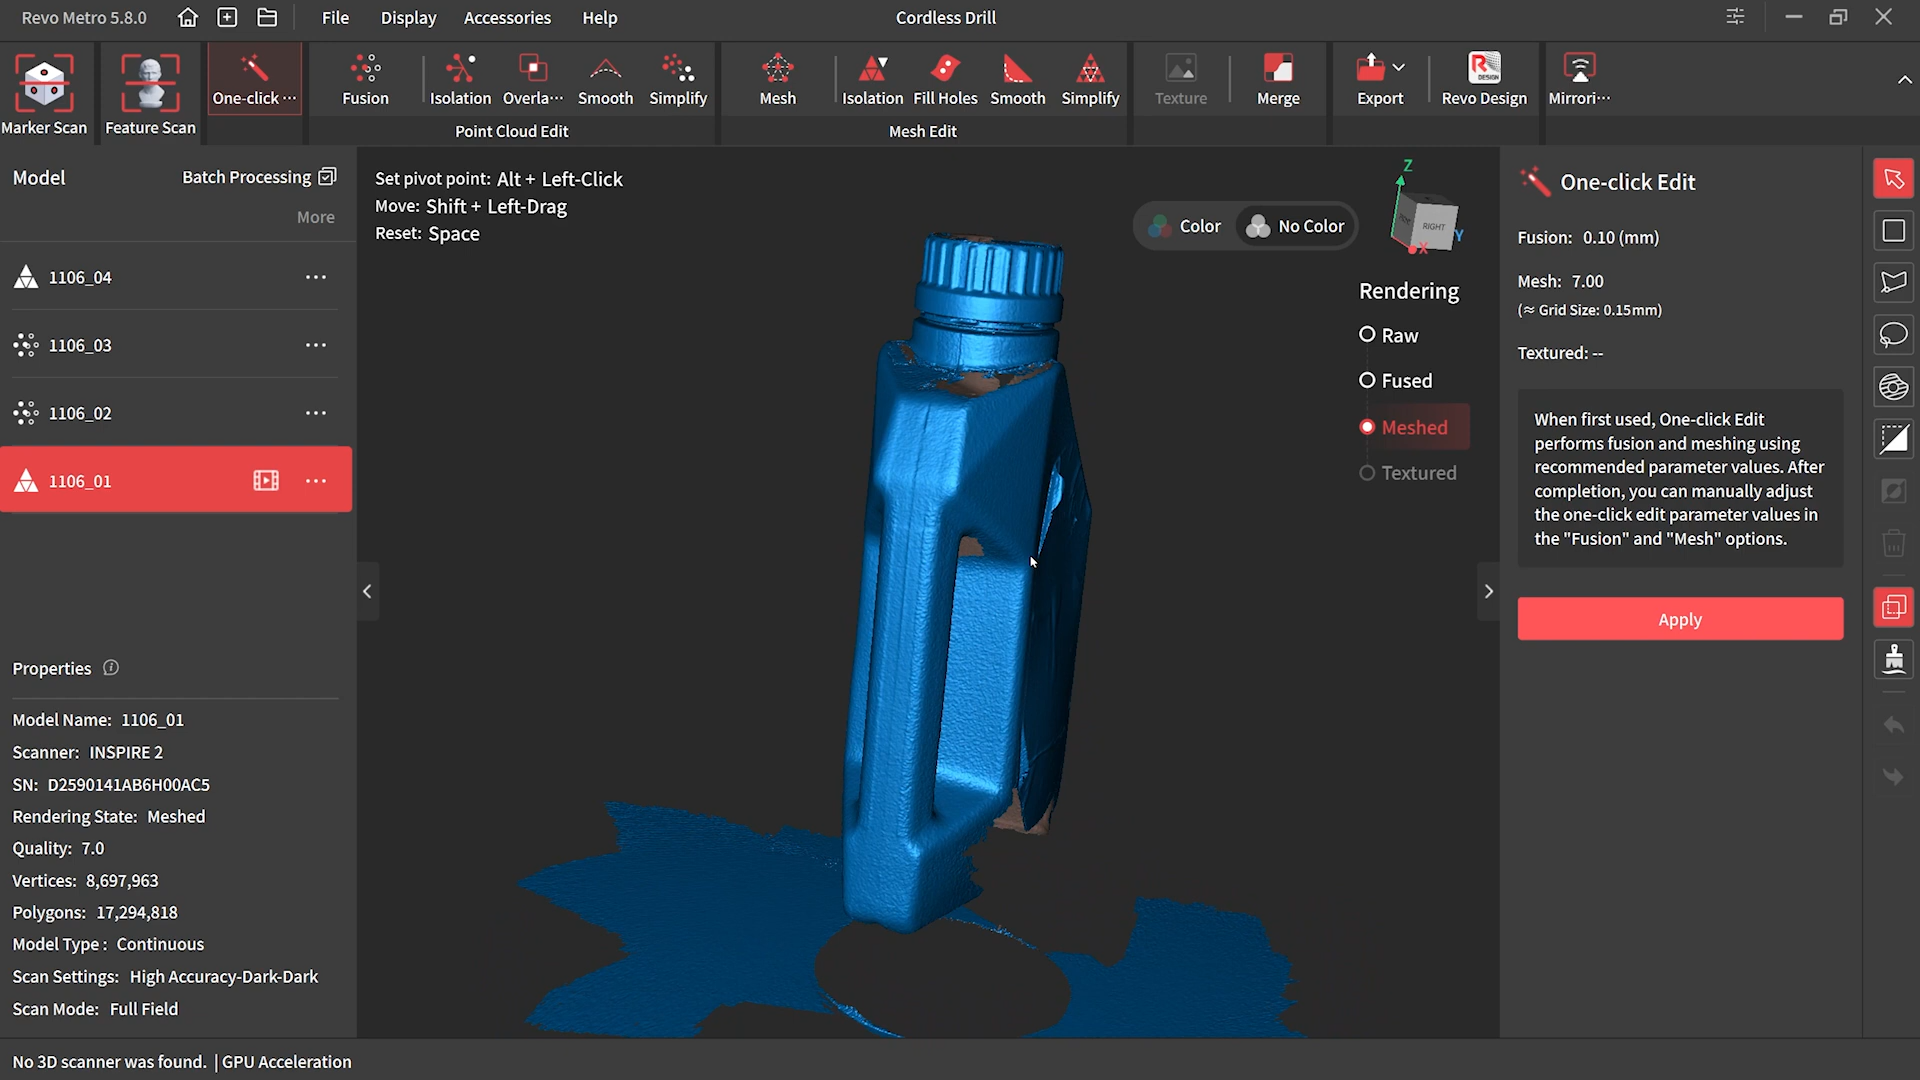 Revo Metro 5.8.0
File
Display
Accessories
Help
Cordless Drill
Marker Scan
Feature Scan
One-click ···
Fusion
Isolation
Overla···
Smooth
Simplify
Point Cloud Edit
Mesh
Isolation
Fill Holes
Smooth
Simplify
Mesh Edit
Texture
Merge
Export
R
DESIGN
Revo Design
Mirrori···
Model
Batch Processing
More
1106_04
1106_03
1106_02
1106_01
Properties
Model Name: 1106_01
Scanner: INSPIRE 2
SN: D2590141AB6H00AC5
Rendering State: Meshed
Quality: 7.0
Vertices: 8,697,963
Polygons: 17,294,818
Model Type : Continuous
Scan Settings: High Accuracy-Dark-Dark
Scan Mode: Full Field
No 3D scanner was found. | GPU Acceleration
Set pivot point: Alt + Left-Click
Move: Shift + Left-Drag
Reset: Space
Color
No Color
Z
RIGHT
Y
X
Rendering
Raw
Fused
Meshed
Textured
One-click Edit
Fusion: 0.10 (mm)
Mesh: 7.00
(≈ Grid Size: 0.15mm)
Textured: --
When first used, One-click Edit
performs fusion and meshing using
recommended parameter values. After
completion, you can manually adjust
the one-click edit parameter values in
the "Fusion" and "Mesh" options.
Apply